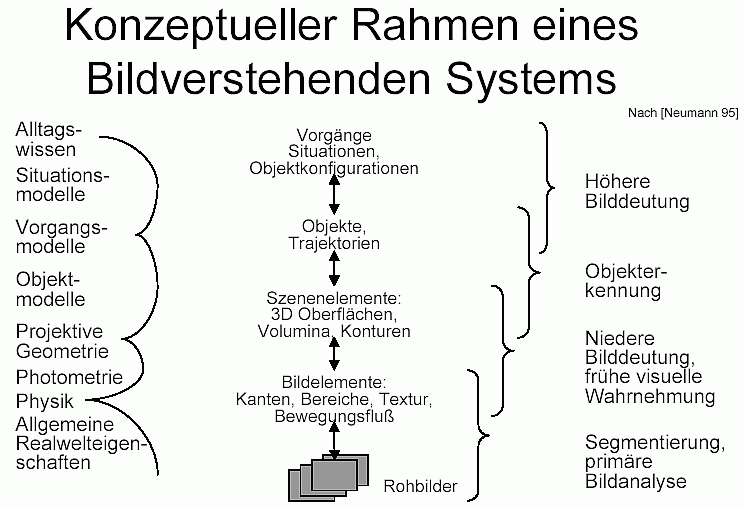 Konzeptueller Rahmen eines
Bildverstehenden Systems
Nach [Neumann 95]
Alltags-
wissen
Situations-
modelle
Vorgangs-
modelle
Objekt-
modelle
Projektive
Geometrie
Photometrie
Physik
Allgemeine
Realwelteigen-
schaften
Vorgänge
Situationen,
Objektkonfigurationen
Objekte,
Trajektorien
Szenenelemente:
3D Oberflächen,
Volumina, Konturen
Bildelemente:
Kanten, Bereiche, Textur,
Bewegungsfluß
Rohbilder
Höhere
Bilddeutung
Objekter-
kennung
Niedere
Bilddeutung,
frühe visuelle
Wahrnehmung
Segmentierung,
primäre
Bildanalyse